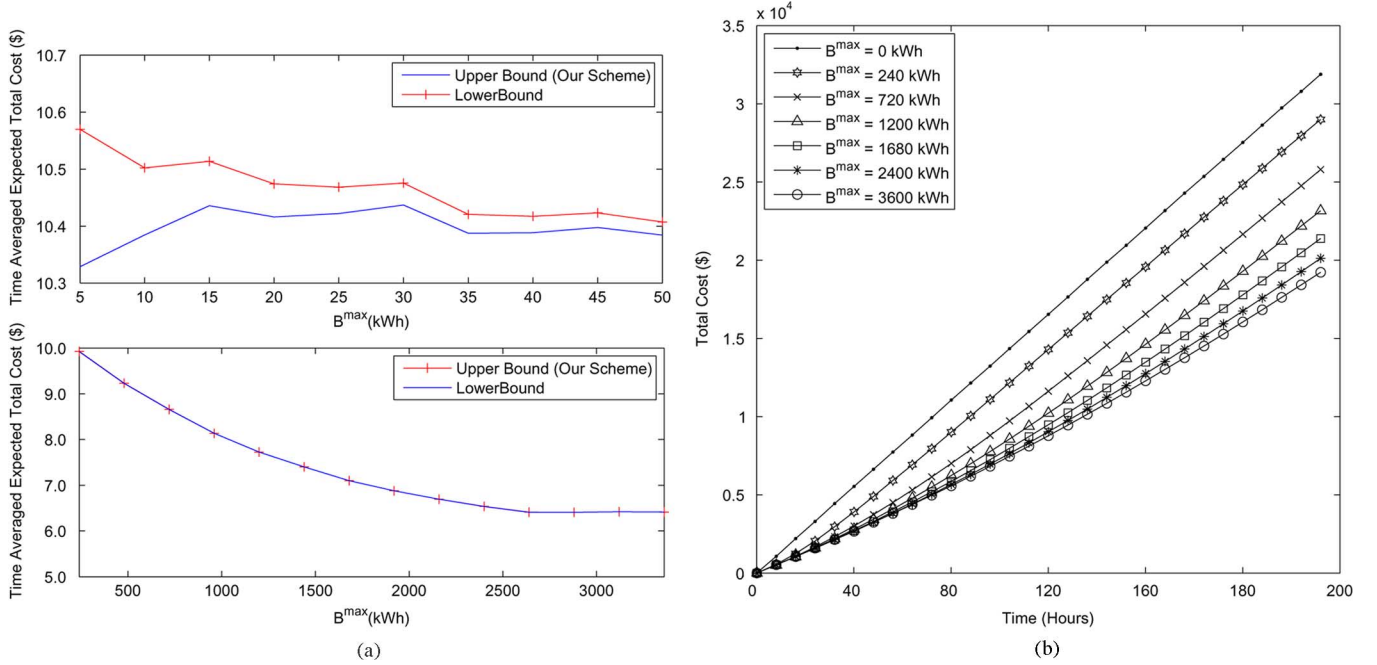 Time Averaged Expected Total Cost ($)
10.7
10.6
10.5
10.4
10.3
Upper Bound (Our Scheme)
LowerBound
5 10 15 20 25 30 35 40 45 50
B^max(kWh)
Time Averaged Expected Total Cost ($)
10.0
9.0
8.0
7.0
6.0
5.0
Upper Bound (Our Scheme)
LowerBound
500 1000 1500 2000 2500 3000
B^max(kWh)
(a)
x 10^4
Total Cost ($)
3.5
3
2.5
2
1.5
1
0.5
0
B^max = 0 kWh
B^max = 240 kWh
B^max = 720 kWh
B^max = 1200 kWh
B^max = 1680 kWh
B^max = 2400 kWh
B^max = 3600 kWh
0 40 80 120 160 180 200
Time (Hours)
(b)